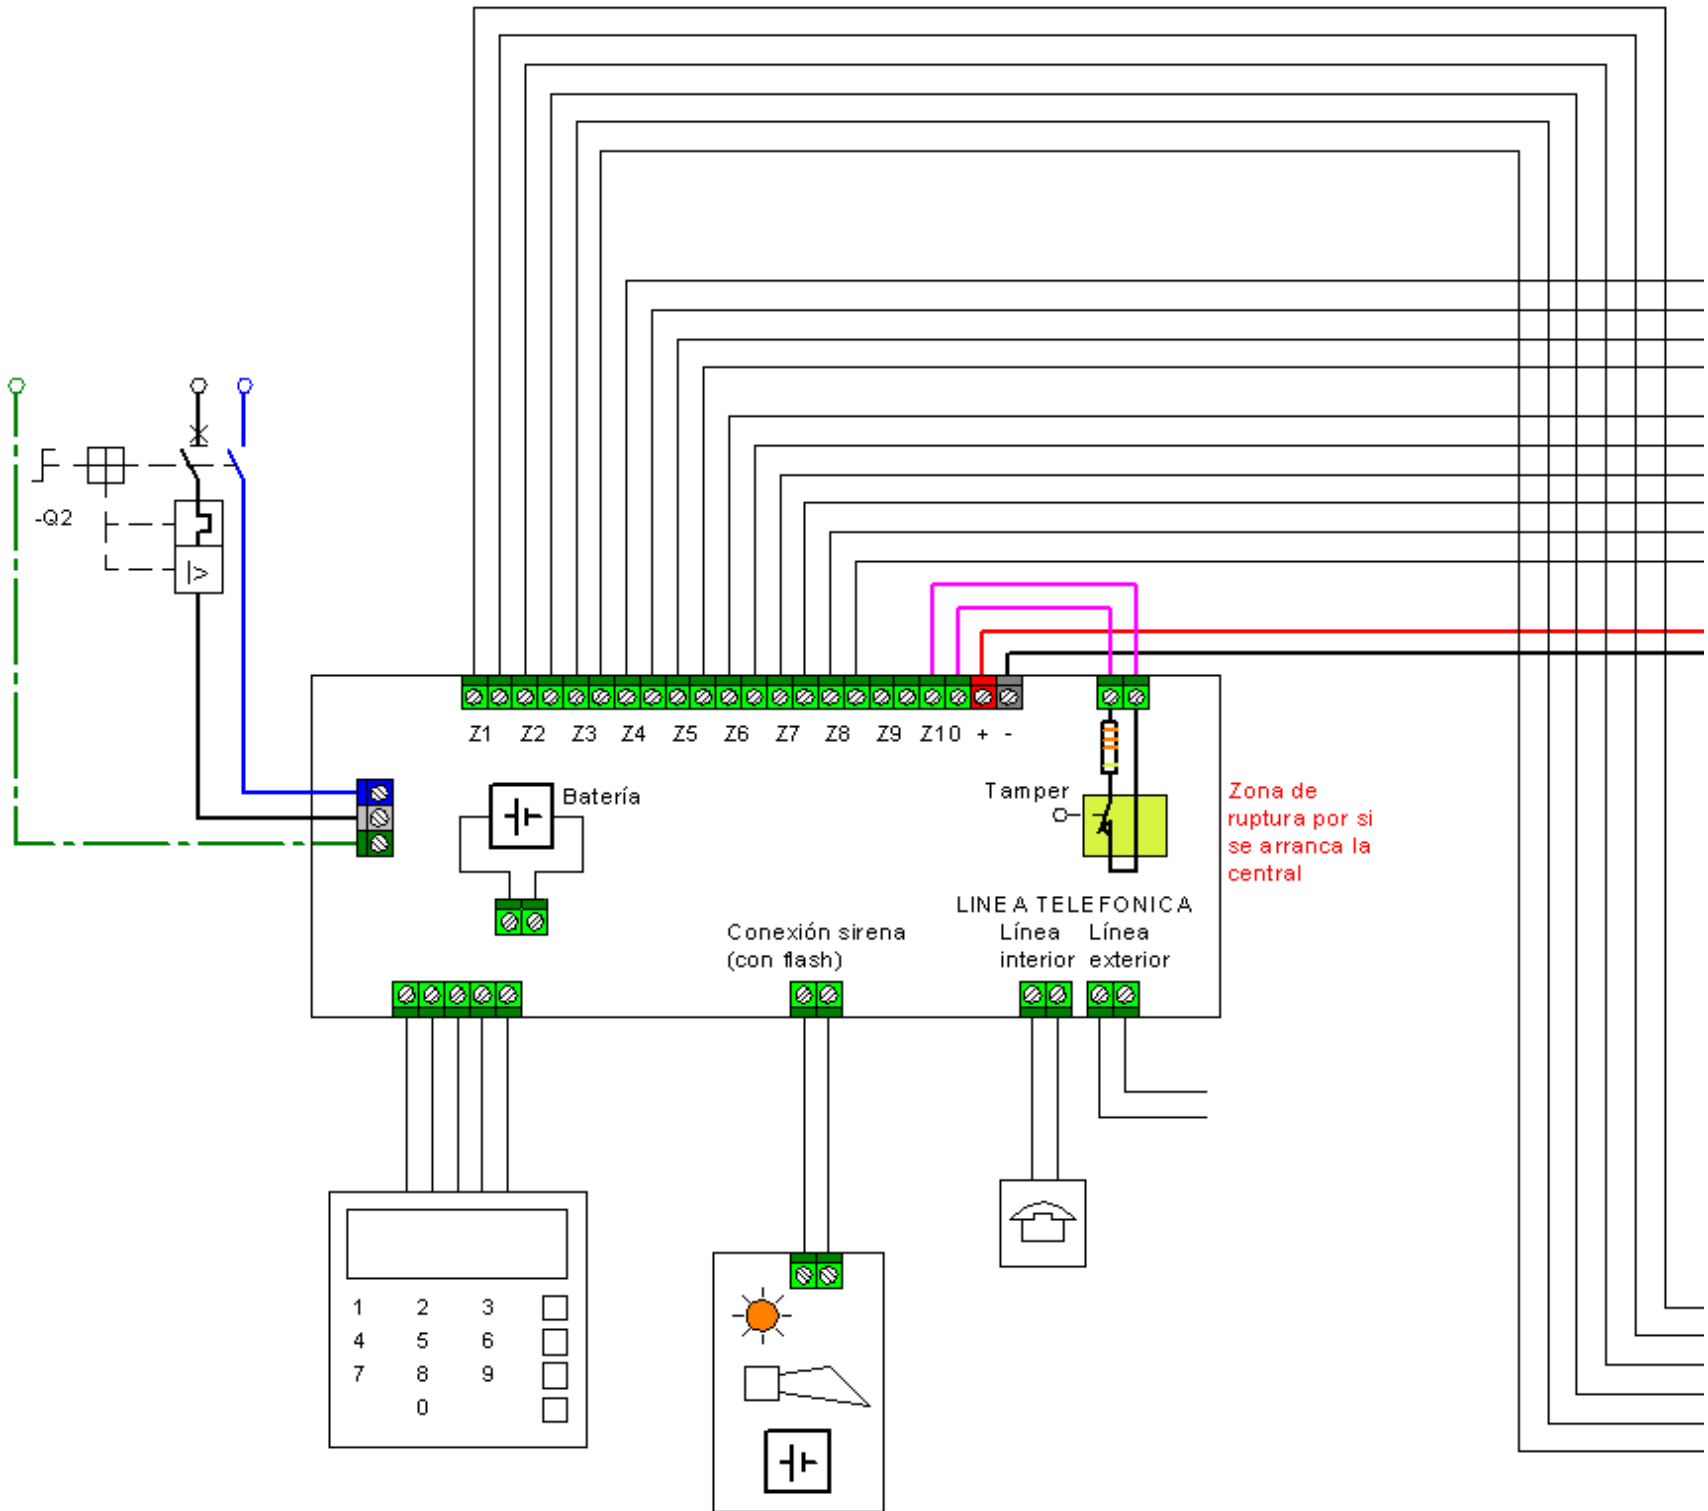 -Q2
Z1 Z2 Z3 Z4 Z5 Z6 Z7 Z8 Z9 Z10 + -
Batería
Tamper
Zona de
ruptura por si
se arranca la
central
LINEA TELEFONICA
Conexión sirena
(con flash)
Línea
interior
Línea
exterior
1 2 3
4 5 6
7 8 9
0